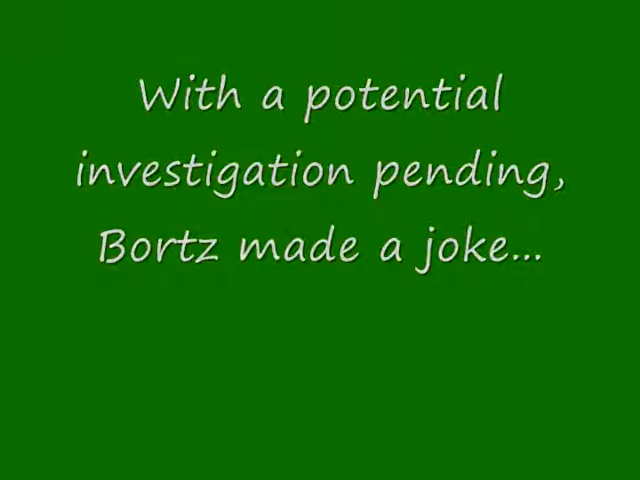 With a potential
investigation pending,
Bortz made a joke...